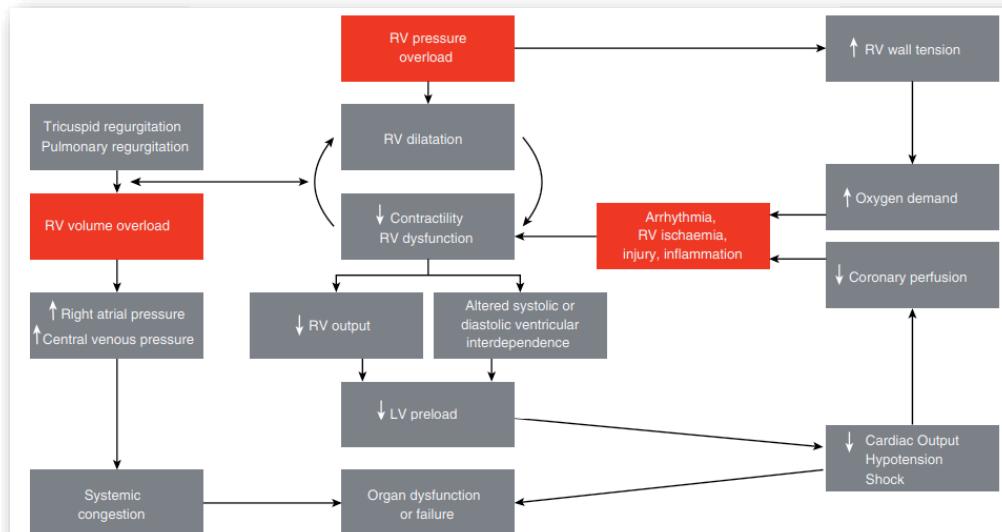 RV pressure
overload
↑ RV wall tension
Tricuspid regurgitation
Pulmonary regurgitation
RV dilatation
RV volume overload
↓ Contractility
RV dysfunction
Arrhythmia,
RV ischaemia,
injury, inflammation
↑ Oxygen demand
↓ Coronary perfusion
↑ Right atrial pressure
↑ Central venous pressure
↓ RV output
Altered systolic or
diastolic ventricular
interdependence
↓ LV preload
↓ Cardiac Output
Hypotension
Shock
Systemic
congestion
Organ dysfunction
or failure